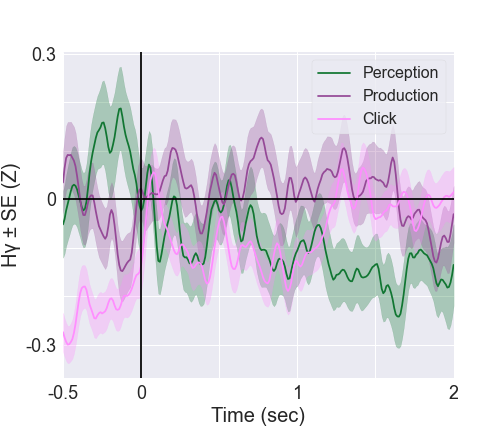 0.3
Perception
Production
Click
Hγ ± SE (Z)
0
-0.3
-0.5
0
1
2
Time (sec)